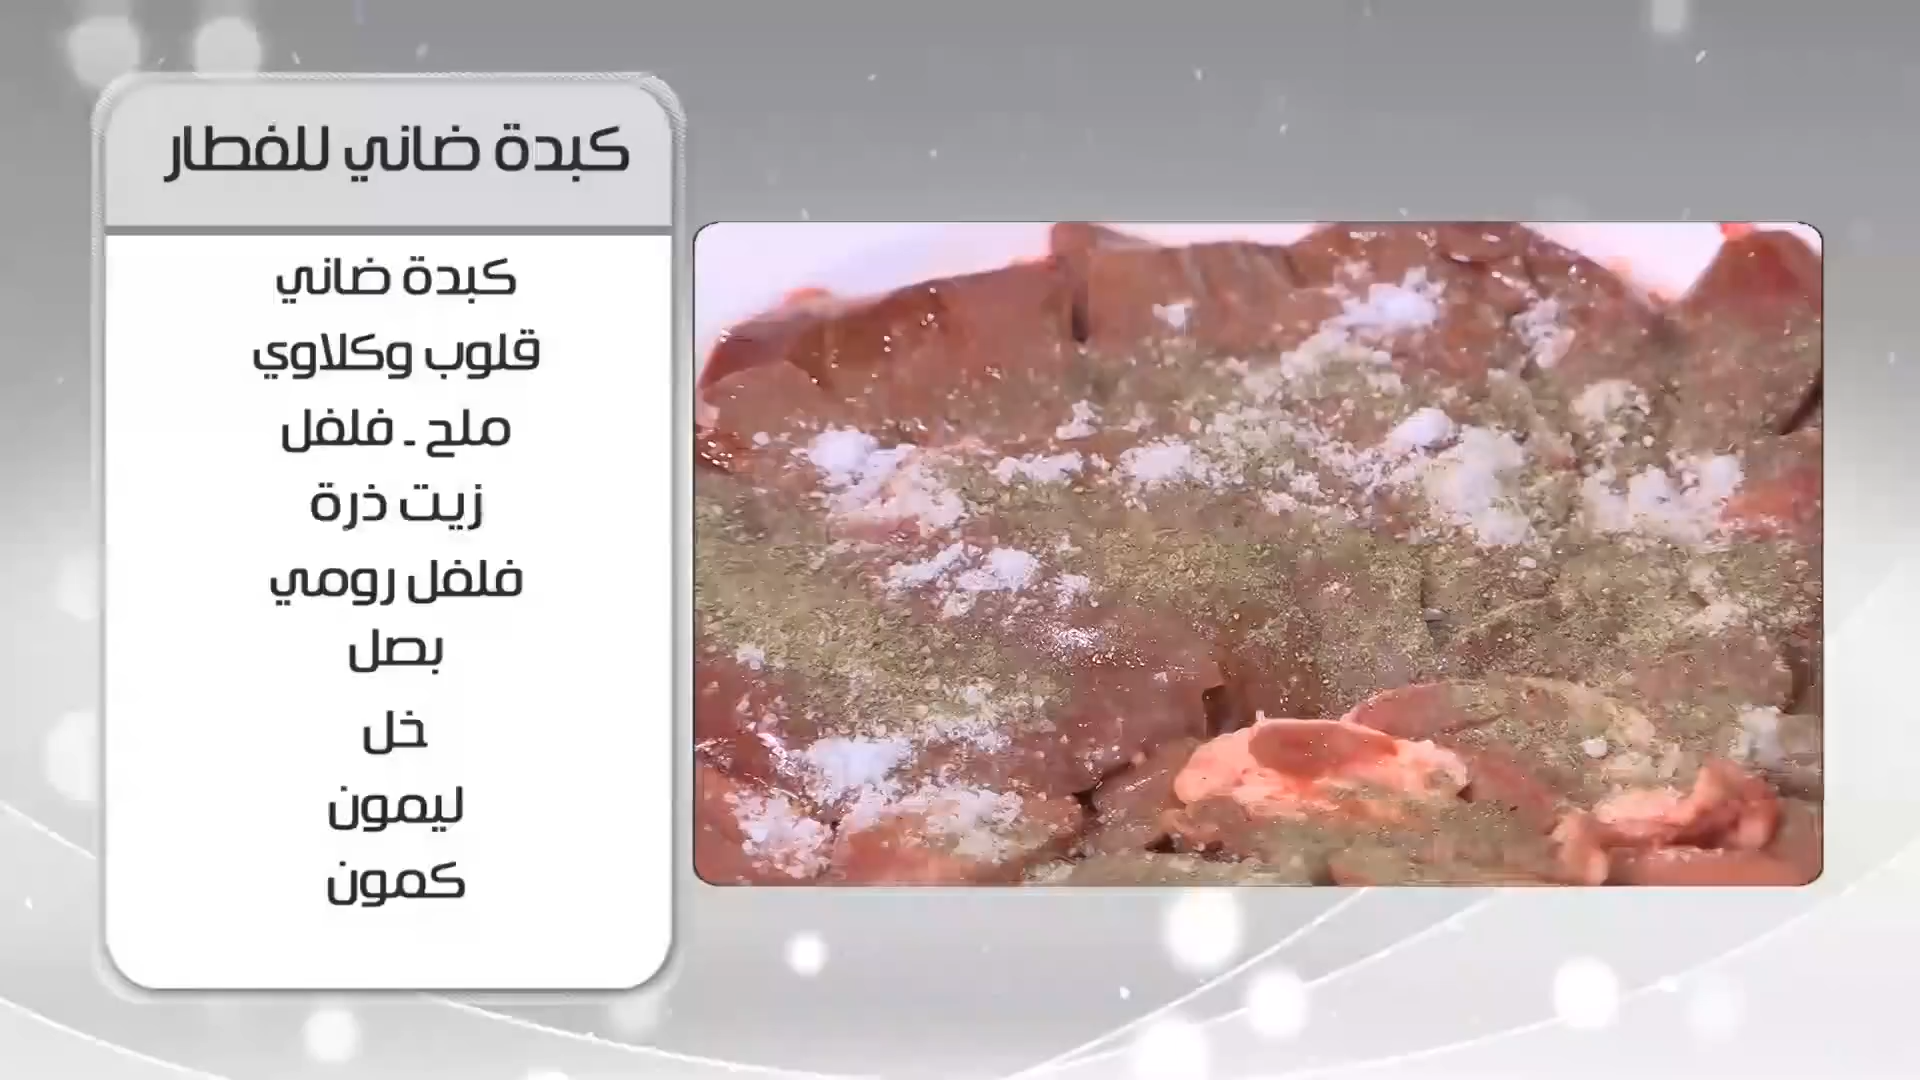 كبدة ضاني للفطار
كبدة ضاني
قلوب وكلاوي
ملح - فلفل
زيت ذرة
فلفل رومي
بصل
خل
ليمون
كمون